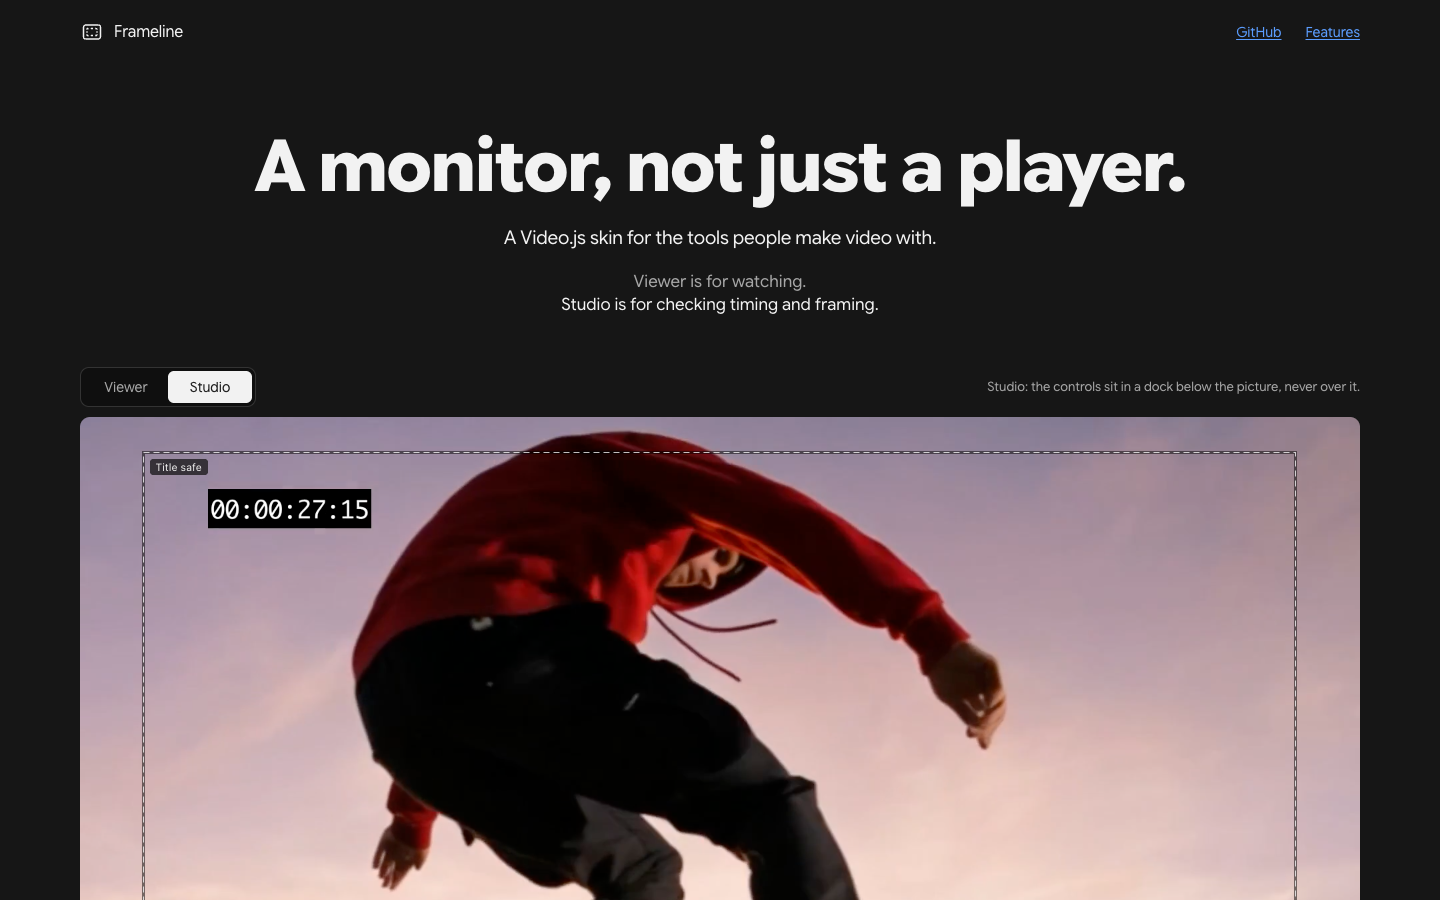 Frameline
GitHub
Features
A monitor, not just a player.
A Video.js skin for the tools people make video with.
Viewer is for watching.
Studio is for checking timing and framing.
Viewer
Studio
Studio: the controls sit in a dock below the picture, never over it.
Title safe
00:00:27:15